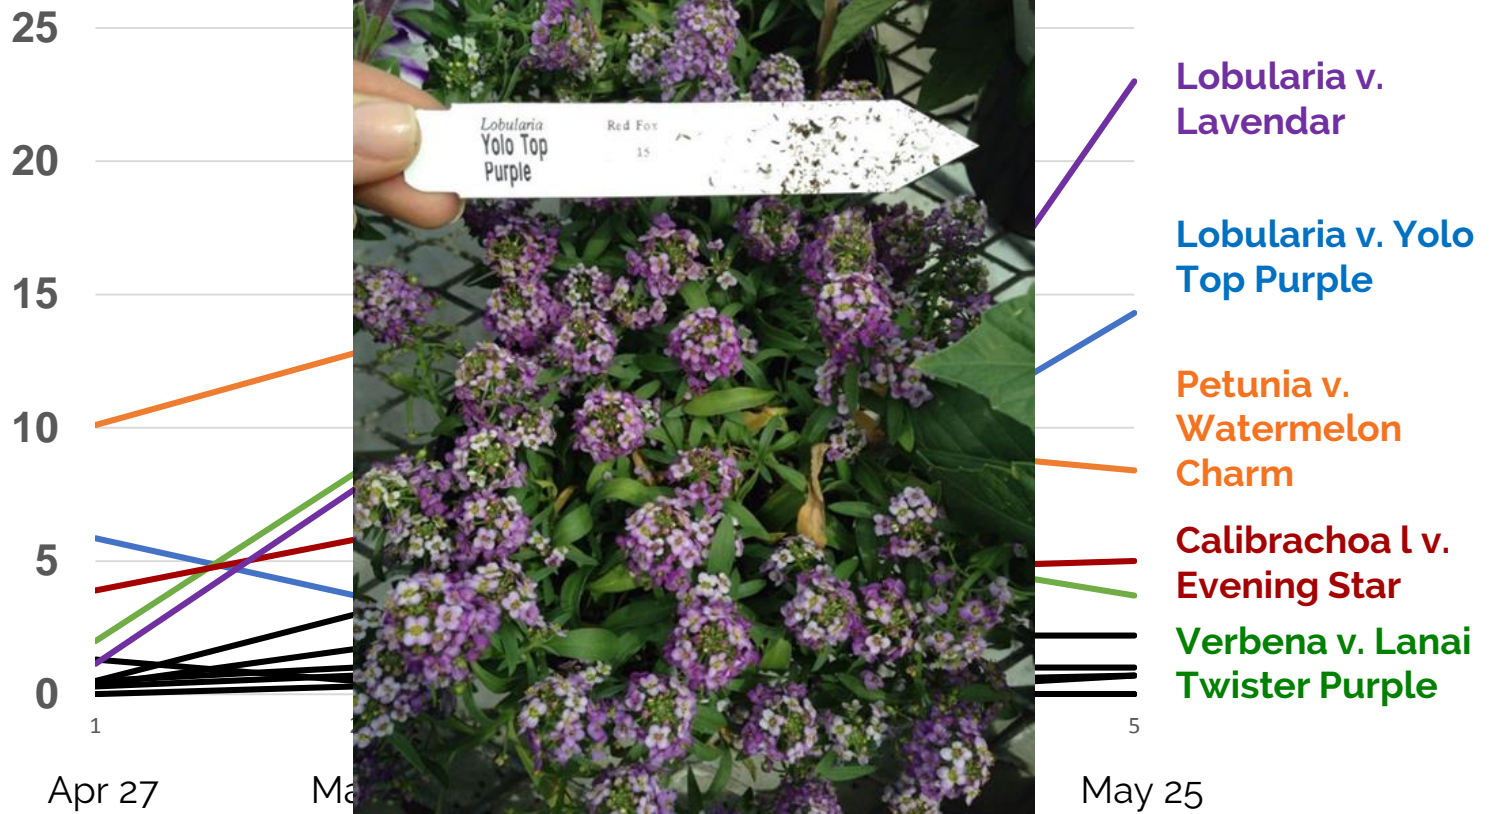 25
20
15
10
5
0
1
5
Apr 27
May 25
Lobularia
Yolo Top
Purple
Red Fox
15
Lobularia v.
Lavendar
Lobularia v. Yolo
Top Purple
Petunia v.
Watermelon
Charm
Calibrachoa l v.
Evening Star
Verbena v. Lanai
Twister Purple